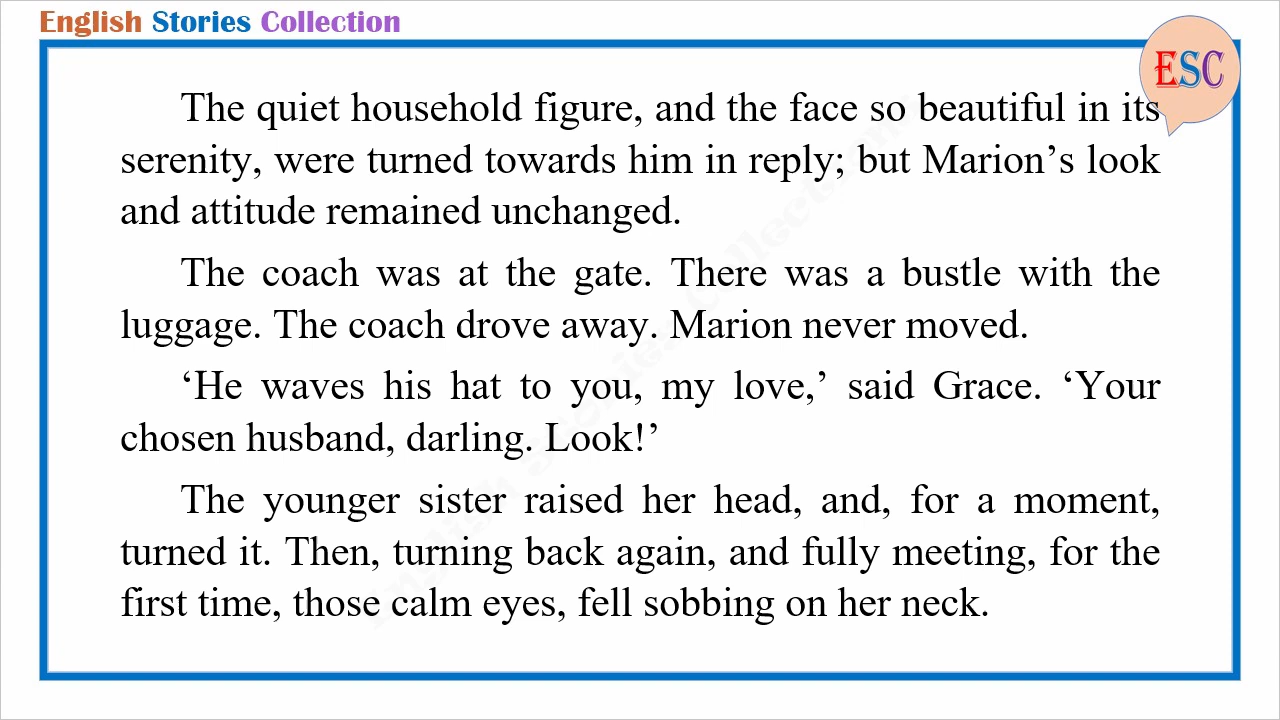 English Stories Collection
ESC
The quiet household figure, and the face so beautiful in its
serenity, were turned towards him in reply; but Marion’s look
and attitude remained unchanged.
The coach was at the gate. There was a bustle with the
luggage. The coach drove away. Marion never moved.
‘He waves his hat to you, my love,’ said Grace. ‘Your
chosen husband, darling. Look!’
The younger sister raised her head, and, for a moment,
turned it. Then, turning back again, and fully meeting, for the
first time, those calm eyes, fell sobbing on her neck.
English Stories Collection